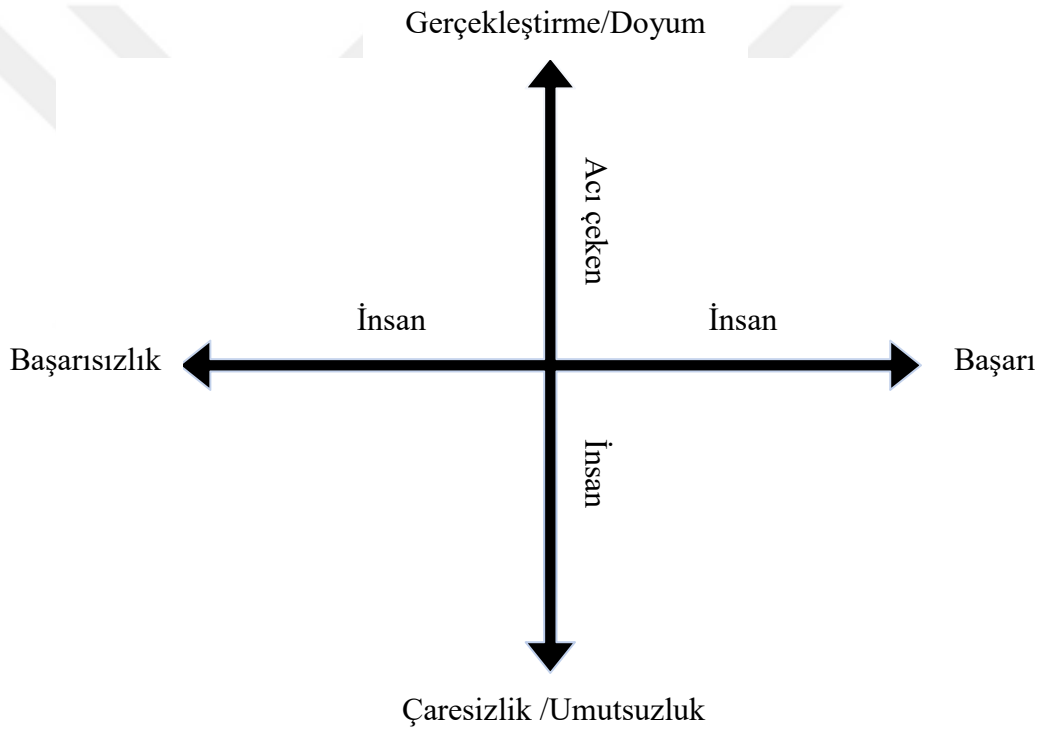 Gerçekleştirme/Doyum
Acı çeken
İnsan
İnsan
Başarısızlık
Başarı
İnsan
Çaresizlik /Umutsuzluk